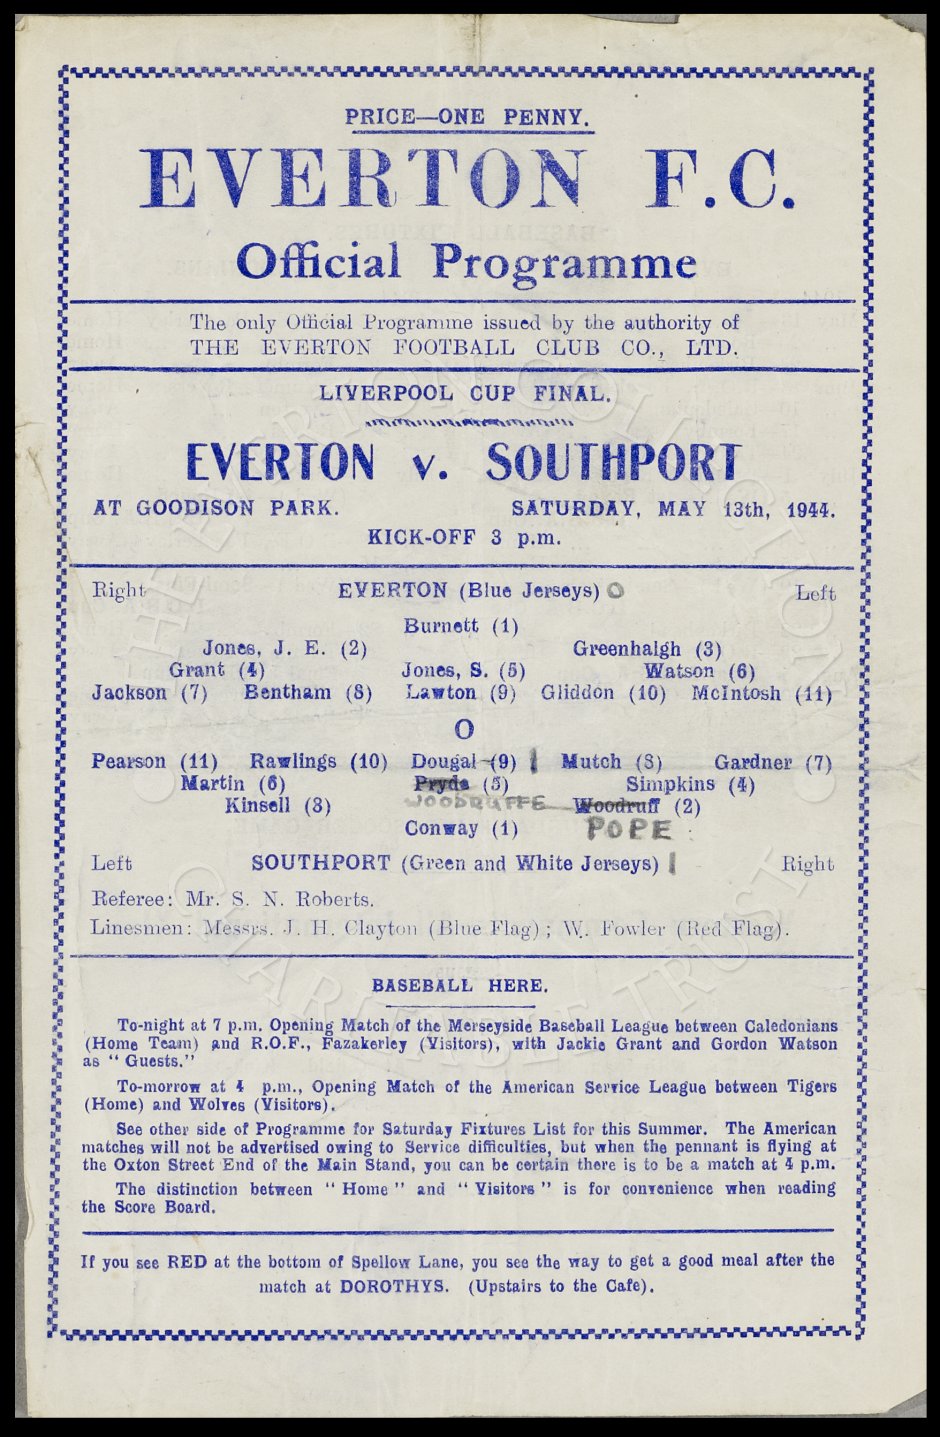 PRICE—ONE PENNY.
EVERTON F.C.
Official Programme
The only Official Programme issued by the authority of
THE EVERTON FOOTBALL CLUB CO., LTD.
LIVERPOOL CUP FINAL.
EVERTON v. SOUTHPORT
AT GOODISON PARK. SATURDAY, MAY 13th, 1944.
KICK-OFF 3 p.m.
Right EVERTON (Blue Jerseys) O Left
Burnett (1)
Jones, J. E. (2) Greenhalgh (3)
Grant (4) Jones, S. (5) Watson (6)
Jackson (7) Bentham (8) Lawton (9) Gliddon (10) McIntosh (11)
O
Pearson (11) Rawlings (10) Dougal (9) | Mutch (8) Gardner (7)
Martin (6) Pryde (5) Simpkins (4)
Kinsell (3) WOODRUFFE Woodruff (2)
Conway (1) POPE
Left SOUTHPORT (Green and White Jerseys) | Right
Referee: Mr. S. N. Roberts.
Linesmen: Messrs. J. H. Clayton (Blue Flag); W. Fowler (Red Flag).
BASEBALL HERE.
To-night at 7 p.m. Opening Match of the Merseyside Baseball League between Caledonians
(Home Team) and R.O.F., Fazakerley (Visitors), with Jackie Grant and Gordon Watson
as "Guests."
To-morrow at 4 p.m., Opening Match of the American Service League between Tigers
(Home) and Wolves (Visitors).
See other side of Programme for Saturday Fixtures List for this Summer. The American
matches will not be advertised owing to Service difficulties, but when the pennant is flying at
the Oxton Street End of the Main Stand, you can be certain there is to be a match at 4 p.m.
The distinction between "Home" and "Visitors" is for convenience when reading
the Score Board.
If you see RED at the bottom of Spellow Lane, you see the way to get a good meal after the
match at DOROTHYS. (Upstairs to the Cafe).
THE EVERTON COLLECTION
CHARITABLE TRUST